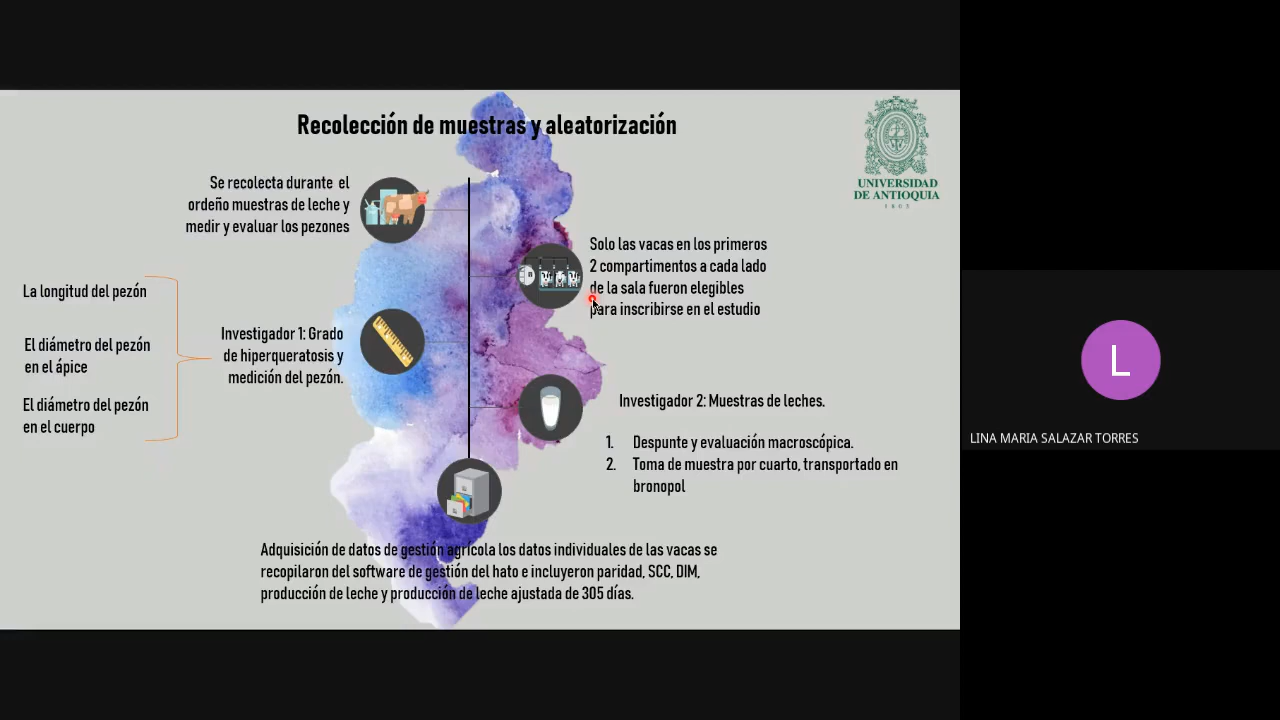 Recolección de muestras y aleatorización
UNIVERSIDAD
DE ANTIOQUIA
1803
Se recolecta durante el
ordeño muestras de leche y
medir y evaluar los pezones
Solo las vacas en los primeros
2 compartimentos a cada lado
de la sala fueron elegibles
para inscribirse en el estudio
La longitud del pezón
El diámetro del pezón
en el ápice
El diámetro del pezón
en el cuerpo
Investigador 1: Grado
de hiperqueratosis y
medición del pezón.
Investigador 2: Muestras de leches.
1. Despunte y evaluación macroscópica.
2. Toma de muestra por cuarto, transportado en
bronopol
Adquisición de datos de gestión agrícola los datos individuales de las vacas se
recopilaron del software de gestión del hato e incluyeron paridad, SCC, DIM,
producción de leche y producción de leche ajustada de 305 días.
L
LINA MARIA SALAZAR TORRES